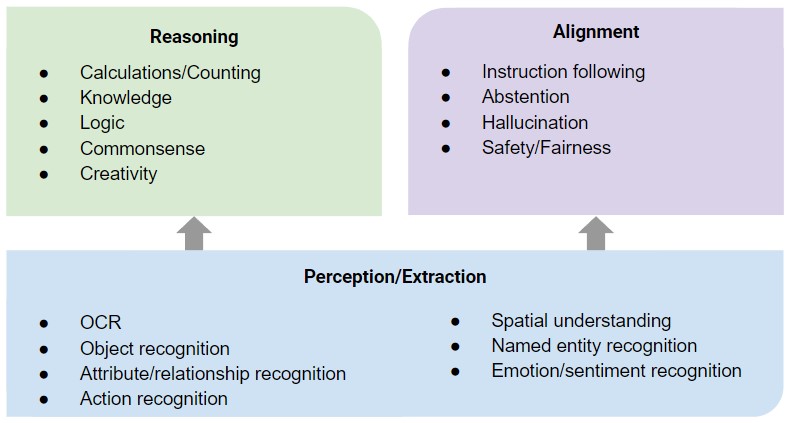 Reasoning
● Calculations/Counting
● Knowledge
● Logic
● Commonsense
● Creativity
Alignment
● Instruction following
● Abstention
● Hallucination
● Safety/Fairness
Perception/Extraction
● OCR
● Object recognition
● Attribute/relationship recognition
● Action recognition
● Spatial understanding
● Named entity recognition
● Emotion/sentiment recognition